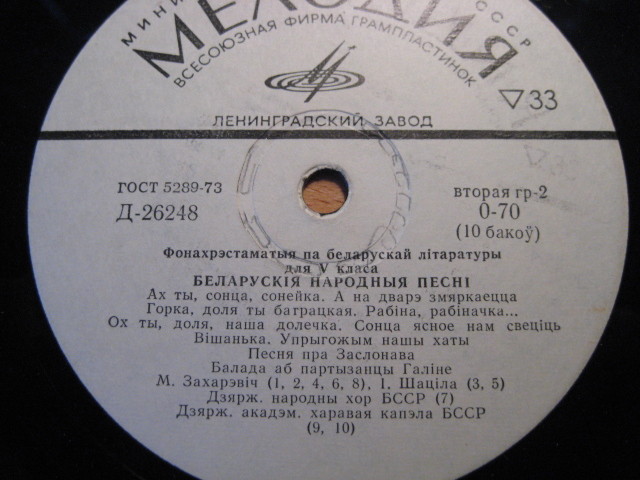 МИНИ СССР
МЕЛОДИЯ
ВСЕСОЮЗНАЯ ФИРМА ГРАМПЛАСТИНОК
33
ЛЕНИНГРАДСКИЙ ЗАВОД
ГОСТ 5289-73
Д-26248
вторая гр-2
0-70
(10 бакоў)
Фонахрэстаматыя па беларускай літаратуры
для V класа
БЕЛАРУСКІЯ НАРОДНЫЯ ПЕСНІ
Ах ты, сонца, сонейка. А на дварэ змяркаецца
Горка, доля ты баграцкая. Рабіна, рабіначка...
Ох ты, доля, наша долечка. Сонца ясное нам свеціць
Вішанька. Упрыгожым нашы хаты
Песня пра Заслонава
Балада аб партызанцы Галіне
М. Захарэвіч (1, 2, 4, 6, 8), І. Шаціла (3, 5)
Дзярж. народны хор БССР (7)
Дзярж. акадэм. харавая капэла БССР
(9, 10)